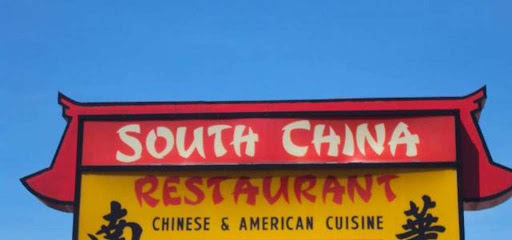 SOUTH CHINA
RESTAURANT
CHINESE & AMERICAN CUISINE
南 華